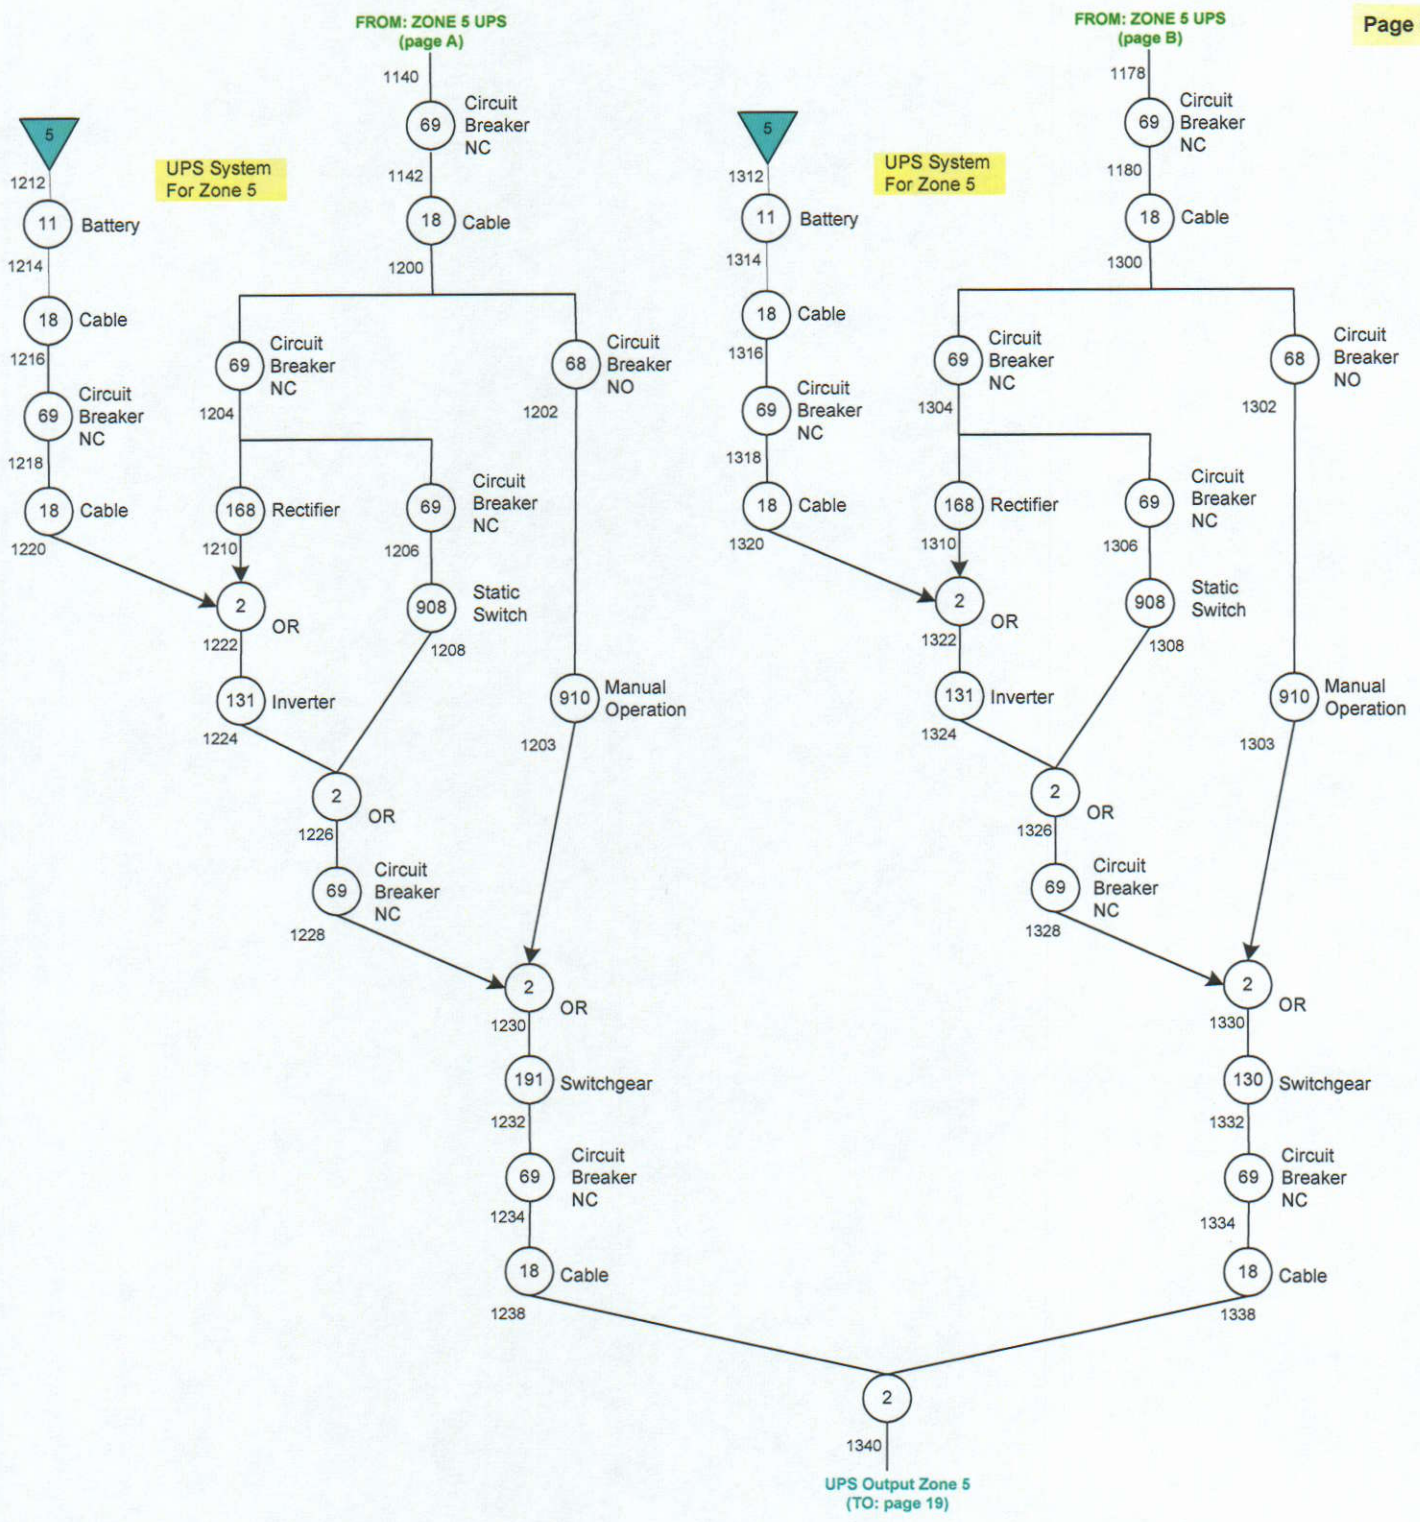 FROM: ZONE 5 UPS
(page A)
1140
69
Circuit
Breaker
NC
1142
18
Cable
1200
5
1212
11
Battery
1214
18
Cable
1216
69
Circuit
Breaker
NC
1218
18
Cable
1220
UPS System
For Zone 5
69
Circuit
Breaker
NC
1204
68
Circuit
Breaker
NO
1202
168
Rectifier
1210
69
Circuit
Breaker
NC
1206
2
OR
1222
908
Static
Switch
1208
131
Inverter
1224
910
Manual
Operation
1203
2
OR
1226
69
Circuit
Breaker
NC
1228
2
OR
1230
191
Switchgear
1232
69
Circuit
Breaker
NC
1234
18
Cable
1238
FROM: ZONE 5 UPS
(page B)
Page
1178
69
Circuit
Breaker
NC
1180
18
Cable
1300
5
1312
11
Battery
1314
18
Cable
1316
69
Circuit
Breaker
NC
1318
18
Cable
1320
UPS System
For Zone 5
69
Circuit
Breaker
NC
1304
68
Circuit
Breaker
NO
1302
168
Rectifier
1310
69
Circuit
Breaker
NC
1306
2
OR
1322
908
Static
Switch
1308
131
Inverter
1324
910
Manual
Operation
1303
2
OR
1326
69
Circuit
Breaker
NC
1328
2
OR
1330
130
Switchgear
1332
69
Circuit
Breaker
NC
1334
18
Cable
1338
2
1340
UPS Output Zone 5
(TO: page 19)